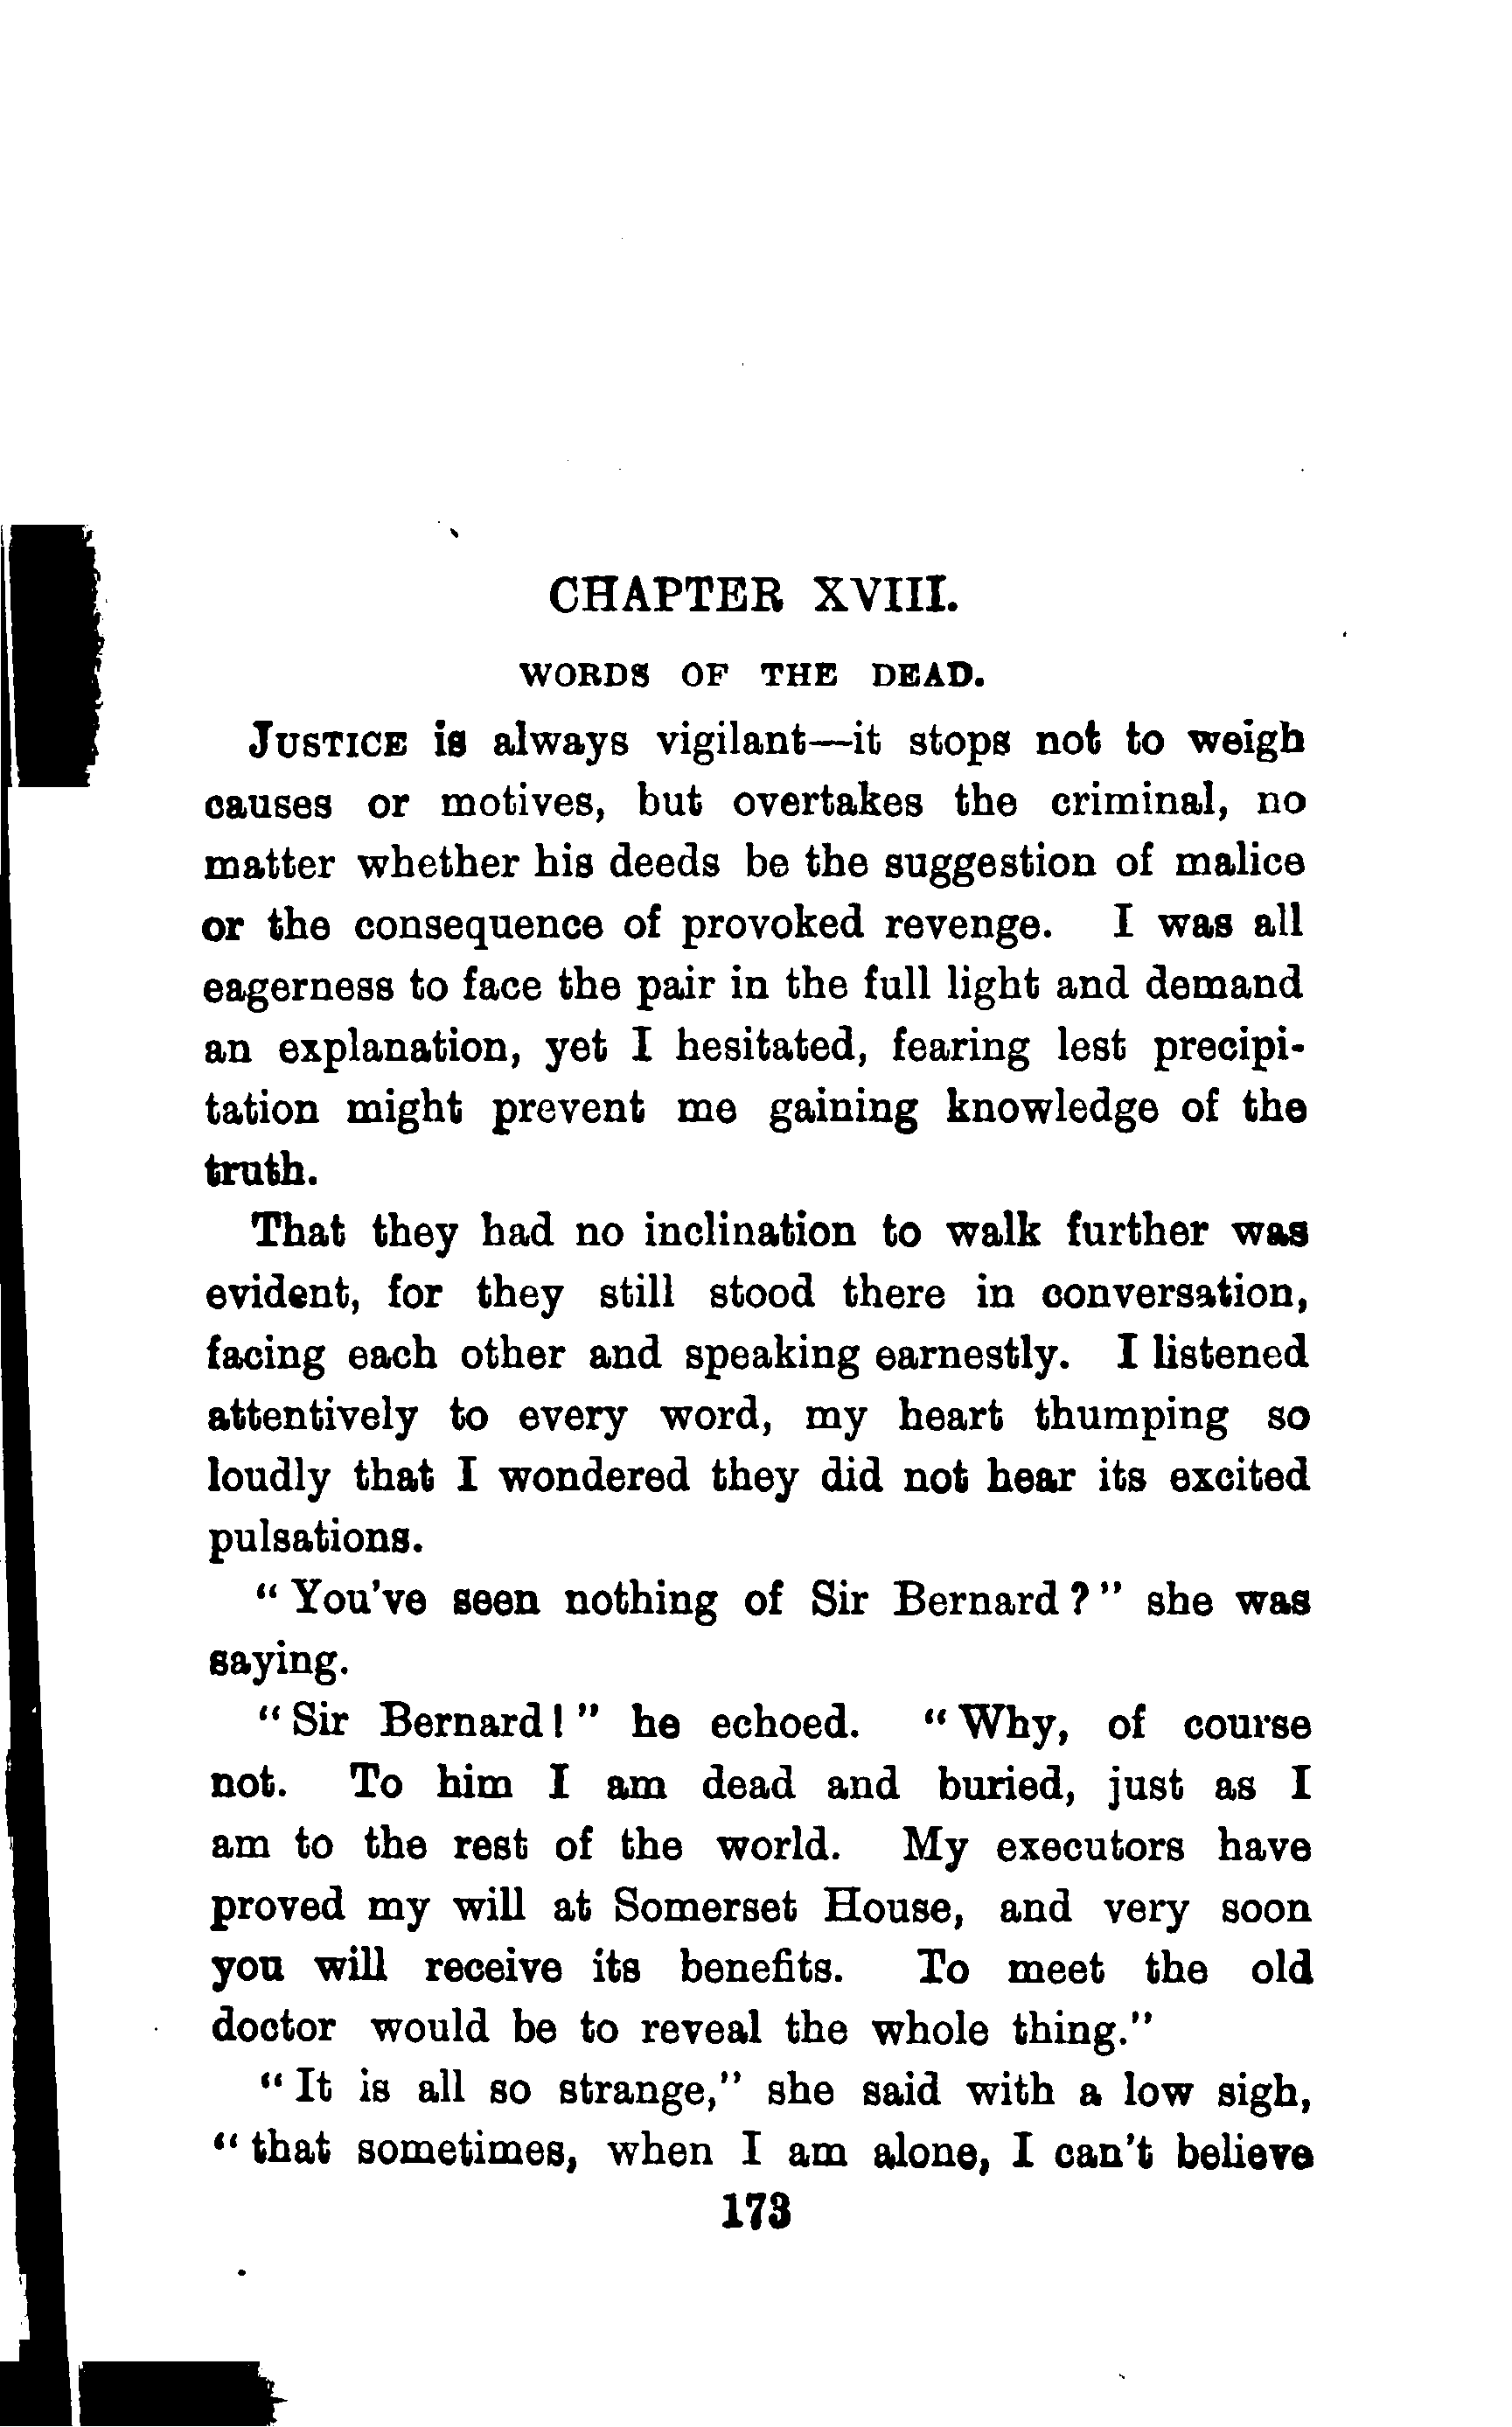 CHAPTER XVIII.
WORDS OF THE DEAD.
JUSTICE is always vigilant—it stops not to weigh
causes or motives, but overtakes the criminal, no
matter whether his deeds be the suggestion of malice
or the consequence of provoked revenge. I was all
eagerness to face the pair in the full light and demand
an explanation, yet I hesitated, fearing lest precipi-
tation might prevent me gaining knowledge of the
truth.
That they had no inclination to walk further was
evident, for they still stood there in conversation,
facing each other and speaking earnestly. I listened
attentively to every word, my heart thumping so
loudly that I wondered they did not hear its excited
pulsations.
"You've seen nothing of Sir Bernard?" she was
saying.
"Sir Bernard!" he echoed. "Why, of course
not. To him I am dead and buried, just as I
am to the rest of the world. My executors have
proved my will at Somerset House, and very soon
you will receive its benefits. To meet the old
doctor would be to reveal the whole thing."
"It is all so strange," she said with a low sigh,
"that sometimes, when I am alone, I can't believe
173